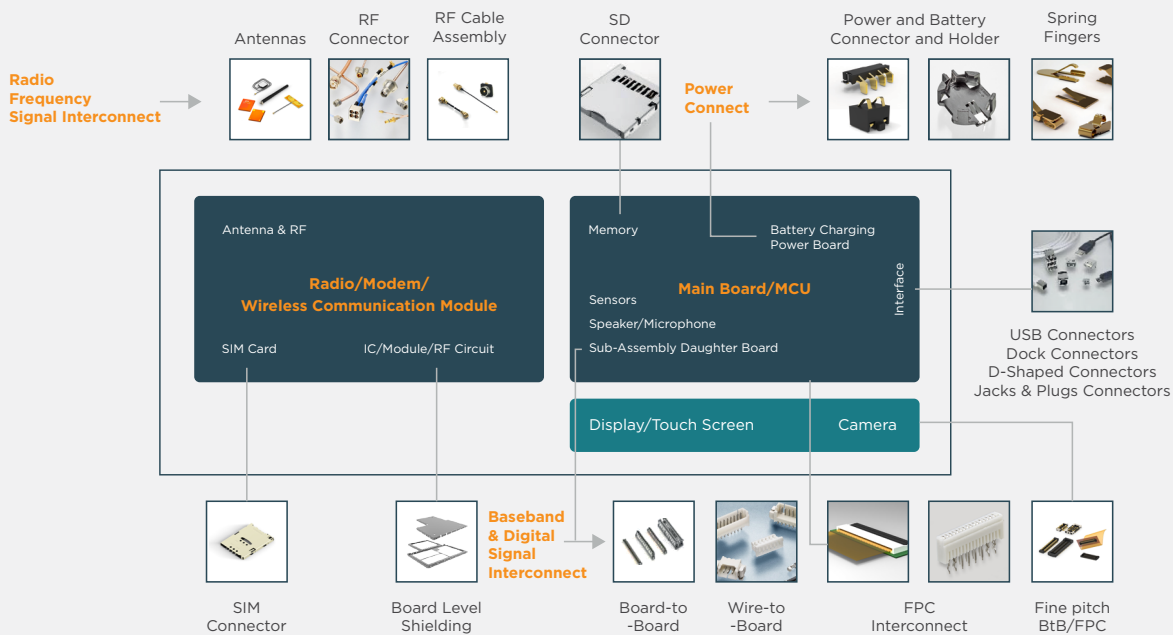 Antennas
RF
Connector
RF Cable
Assembly
SD
Connector
Power and Battery
Connector and Holder
Spring
Fingers
Radio
Frequency
Signal Interconnect
Power
Connect
Antenna & RF
Radio/Modem/
Wireless Communication Module
SIM Card
IC/Module/RF Circuit
Memory
Battery Charging
Power Board
Main Board/MCU
Interface
Sensors
Speaker/Microphone
Sub-Assembly Daughter Board
Display/Touch Screen
Camera
USB Connectors
Dock Connectors
D-Shaped Connectors
Jacks & Plugs Connectors
Baseband
& Digital
Signal
Interconnect
SIM
Connector
Board Level
Shielding
Board-to
-Board
Wire-to
-Board
FPC
Interconnect
Fine pitch
BtB/FPC